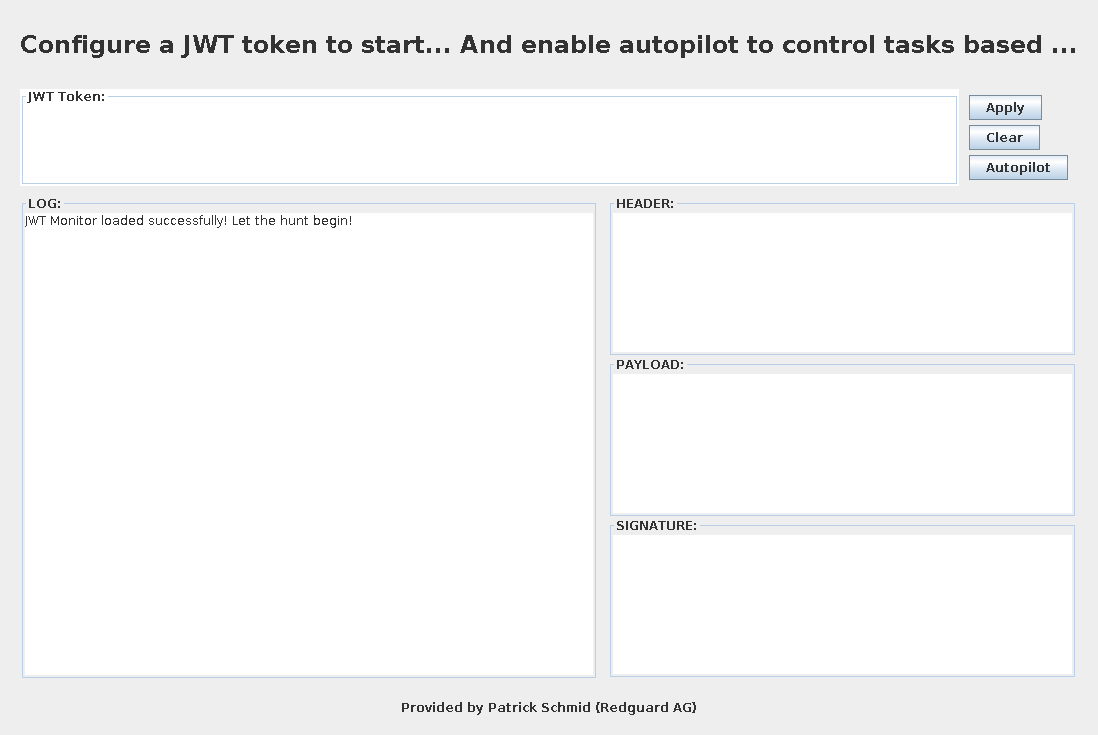 Configure a JWT token to start... And enable autopilot to control tasks based ...
JWT Token:
Apply
Clear
Autopilot
LOG:
JWT Monitor loaded successfully! Let the hunt begin!
HEADER:
PAYLOAD:
SIGNATURE:
Provided by Patrick Schmid (Redguard AG)